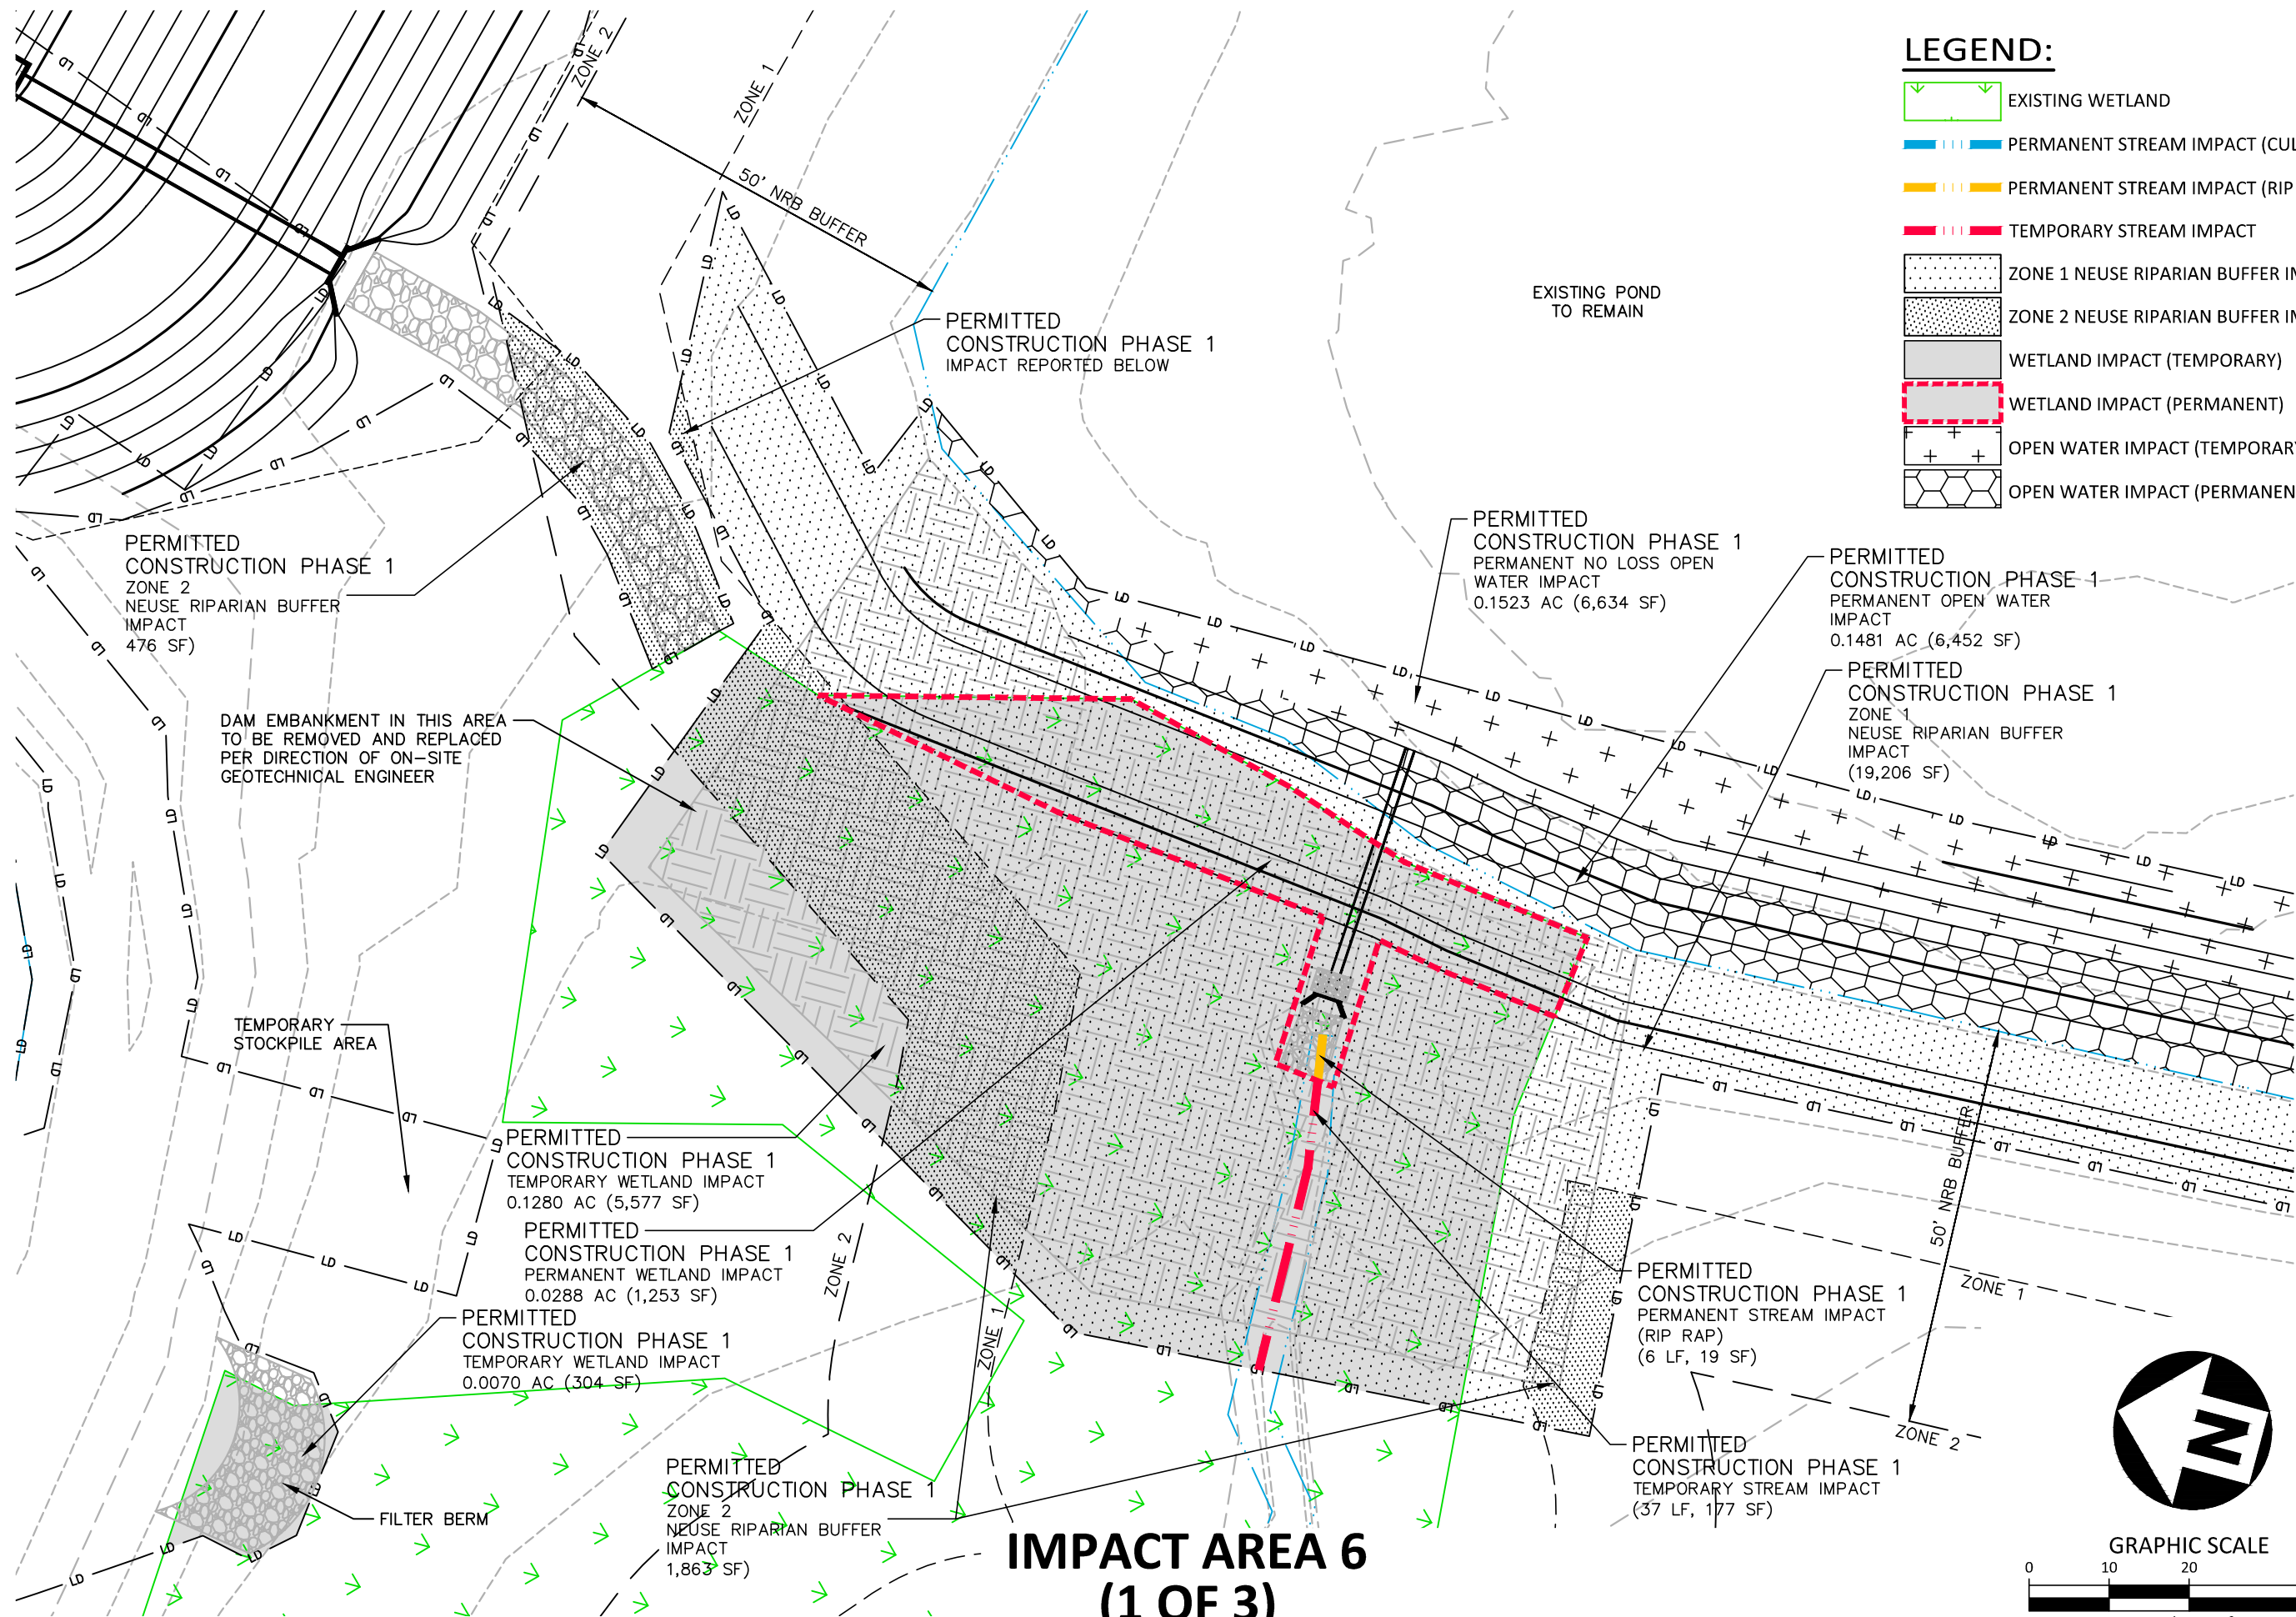 LEGEND:
EXISTING WETLAND
PERMANENT STREAM IMPACT (CUL
PERMANENT STREAM IMPACT (RIP
TEMPORARY STREAM IMPACT
ZONE 1 NEUSE RIPARIAN BUFFER IM
ZONE 2 NEUSE RIPARIAN BUFFER IM
WETLAND IMPACT (TEMPORARY)
WETLAND IMPACT (PERMANENT)
OPEN WATER IMPACT (TEMPORARY
OPEN WATER IMPACT (PERMANEN
ZONE 2
ZONE 1
50' NRB BUFFER
EXISTING POND
TO REMAIN
PERMITTED
CONSTRUCTION PHASE 1
IMPACT REPORTED BELOW
PERMITTED
CONSTRUCTION PHASE 1
ZONE 2
NEUSE RIPARIAN BUFFER
IMPACT
476 SF)
PERMITTED
CONSTRUCTION PHASE 1
PERMANENT NO LOSS OPEN
WATER IMPACT
0.1523 AC (6,634 SF)
PERMITTED
CONSTRUCTION PHASE 1
PERMANENT OPEN WATER
IMPACT
0.1481 AC (6,452 SF)
PERMITTED
CONSTRUCTION PHASE 1
ZONE 1
NEUSE RIPARIAN BUFFER
IMPACT
(19,206 SF)
DAM EMBANKMENT IN THIS AREA
TO BE REMOVED AND REPLACED
PER DIRECTION OF ON-SITE
GEOTECHNICAL ENGINEER
TEMPORARY
STOCKPILE AREA
PERMITTED
CONSTRUCTION PHASE 1
TEMPORARY WETLAND IMPACT
0.1280 AC (5,577 SF)
PERMITTED
CONSTRUCTION PHASE 1
PERMANENT WETLAND IMPACT
0.0288 AC (1,253 SF)
PERMITTED
CONSTRUCTION PHASE 1
TEMPORARY WETLAND IMPACT
0.0070 AC (304 SF)
ZONE 2
ZONE 1
50' NRB BUFFER
ZONE 1
ZONE 2
PERMITTED
CONSTRUCTION PHASE 1
PERMANENT STREAM IMPACT
(RIP RAP)
(6 LF, 19 SF)
PERMITTED
CONSTRUCTION PHASE 1
TEMPORARY STREAM IMPACT
(37 LF, 177 SF)
FILTER BERM
PERMITTED
CONSTRUCTION PHASE 1
ZONE 2
NEUSE RIPARIAN BUFFER
IMPACT
1,863 SF)
IMPACT AREA 6
(1 OF 3)
N
GRAPHIC SCALE
0 10 20